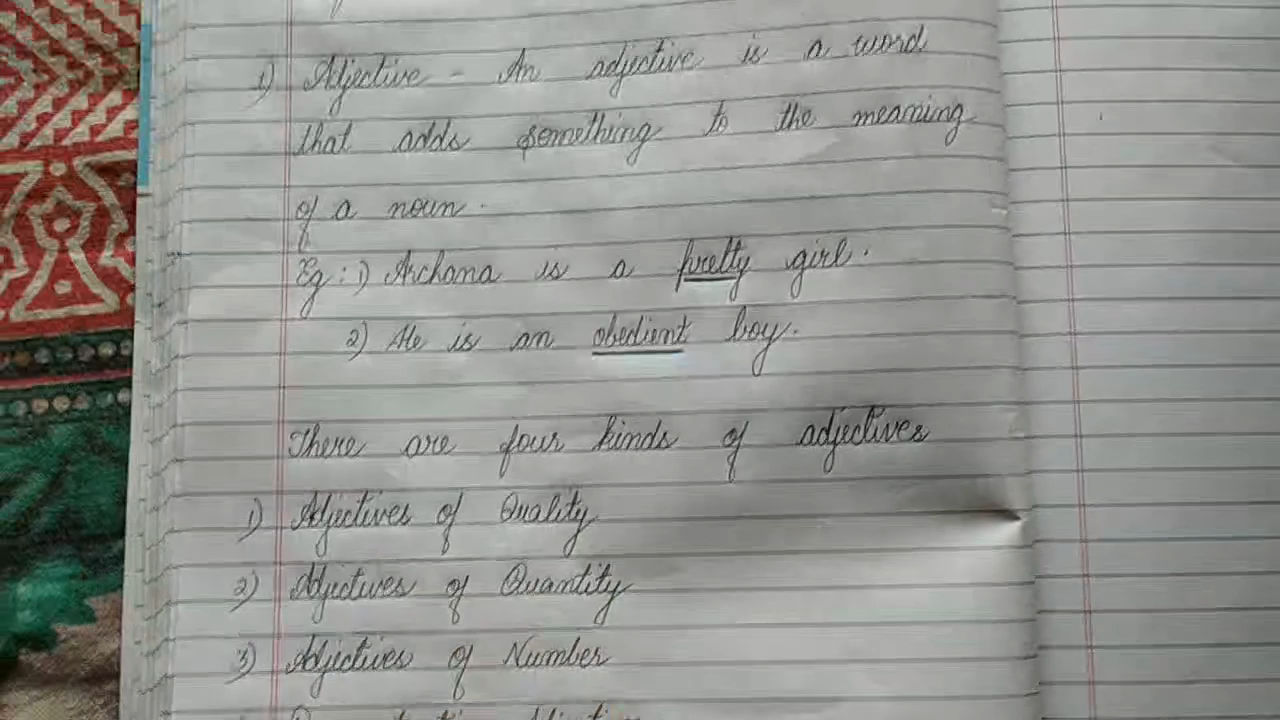 1) Adjective - An adjective is a word
that adds something to the meaning
of a noun.
Eg: 1) Archana is a pretty girl.
2) He is an obedient boy.
There are four kinds of adjectives
1) Adjectives of Quality
2) Adjectives of Quantity
3) Adjectives of Number